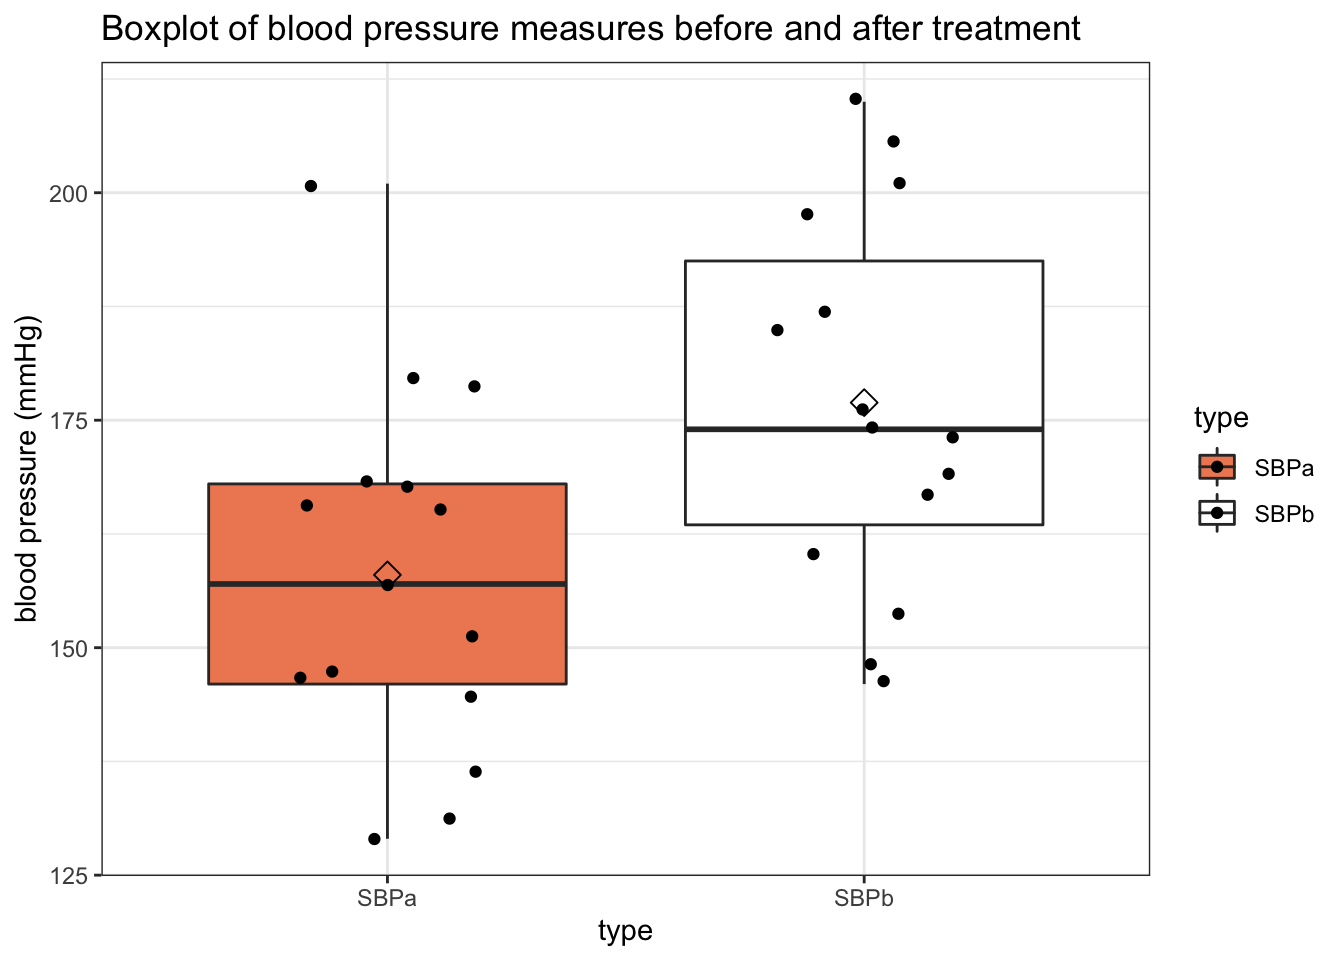 Boxplot of blood pressure measures before and after treatment
blood pressure (mmHg)
200
175
150
125
SBPa
SBPb
type
type
SBPa
SBPb